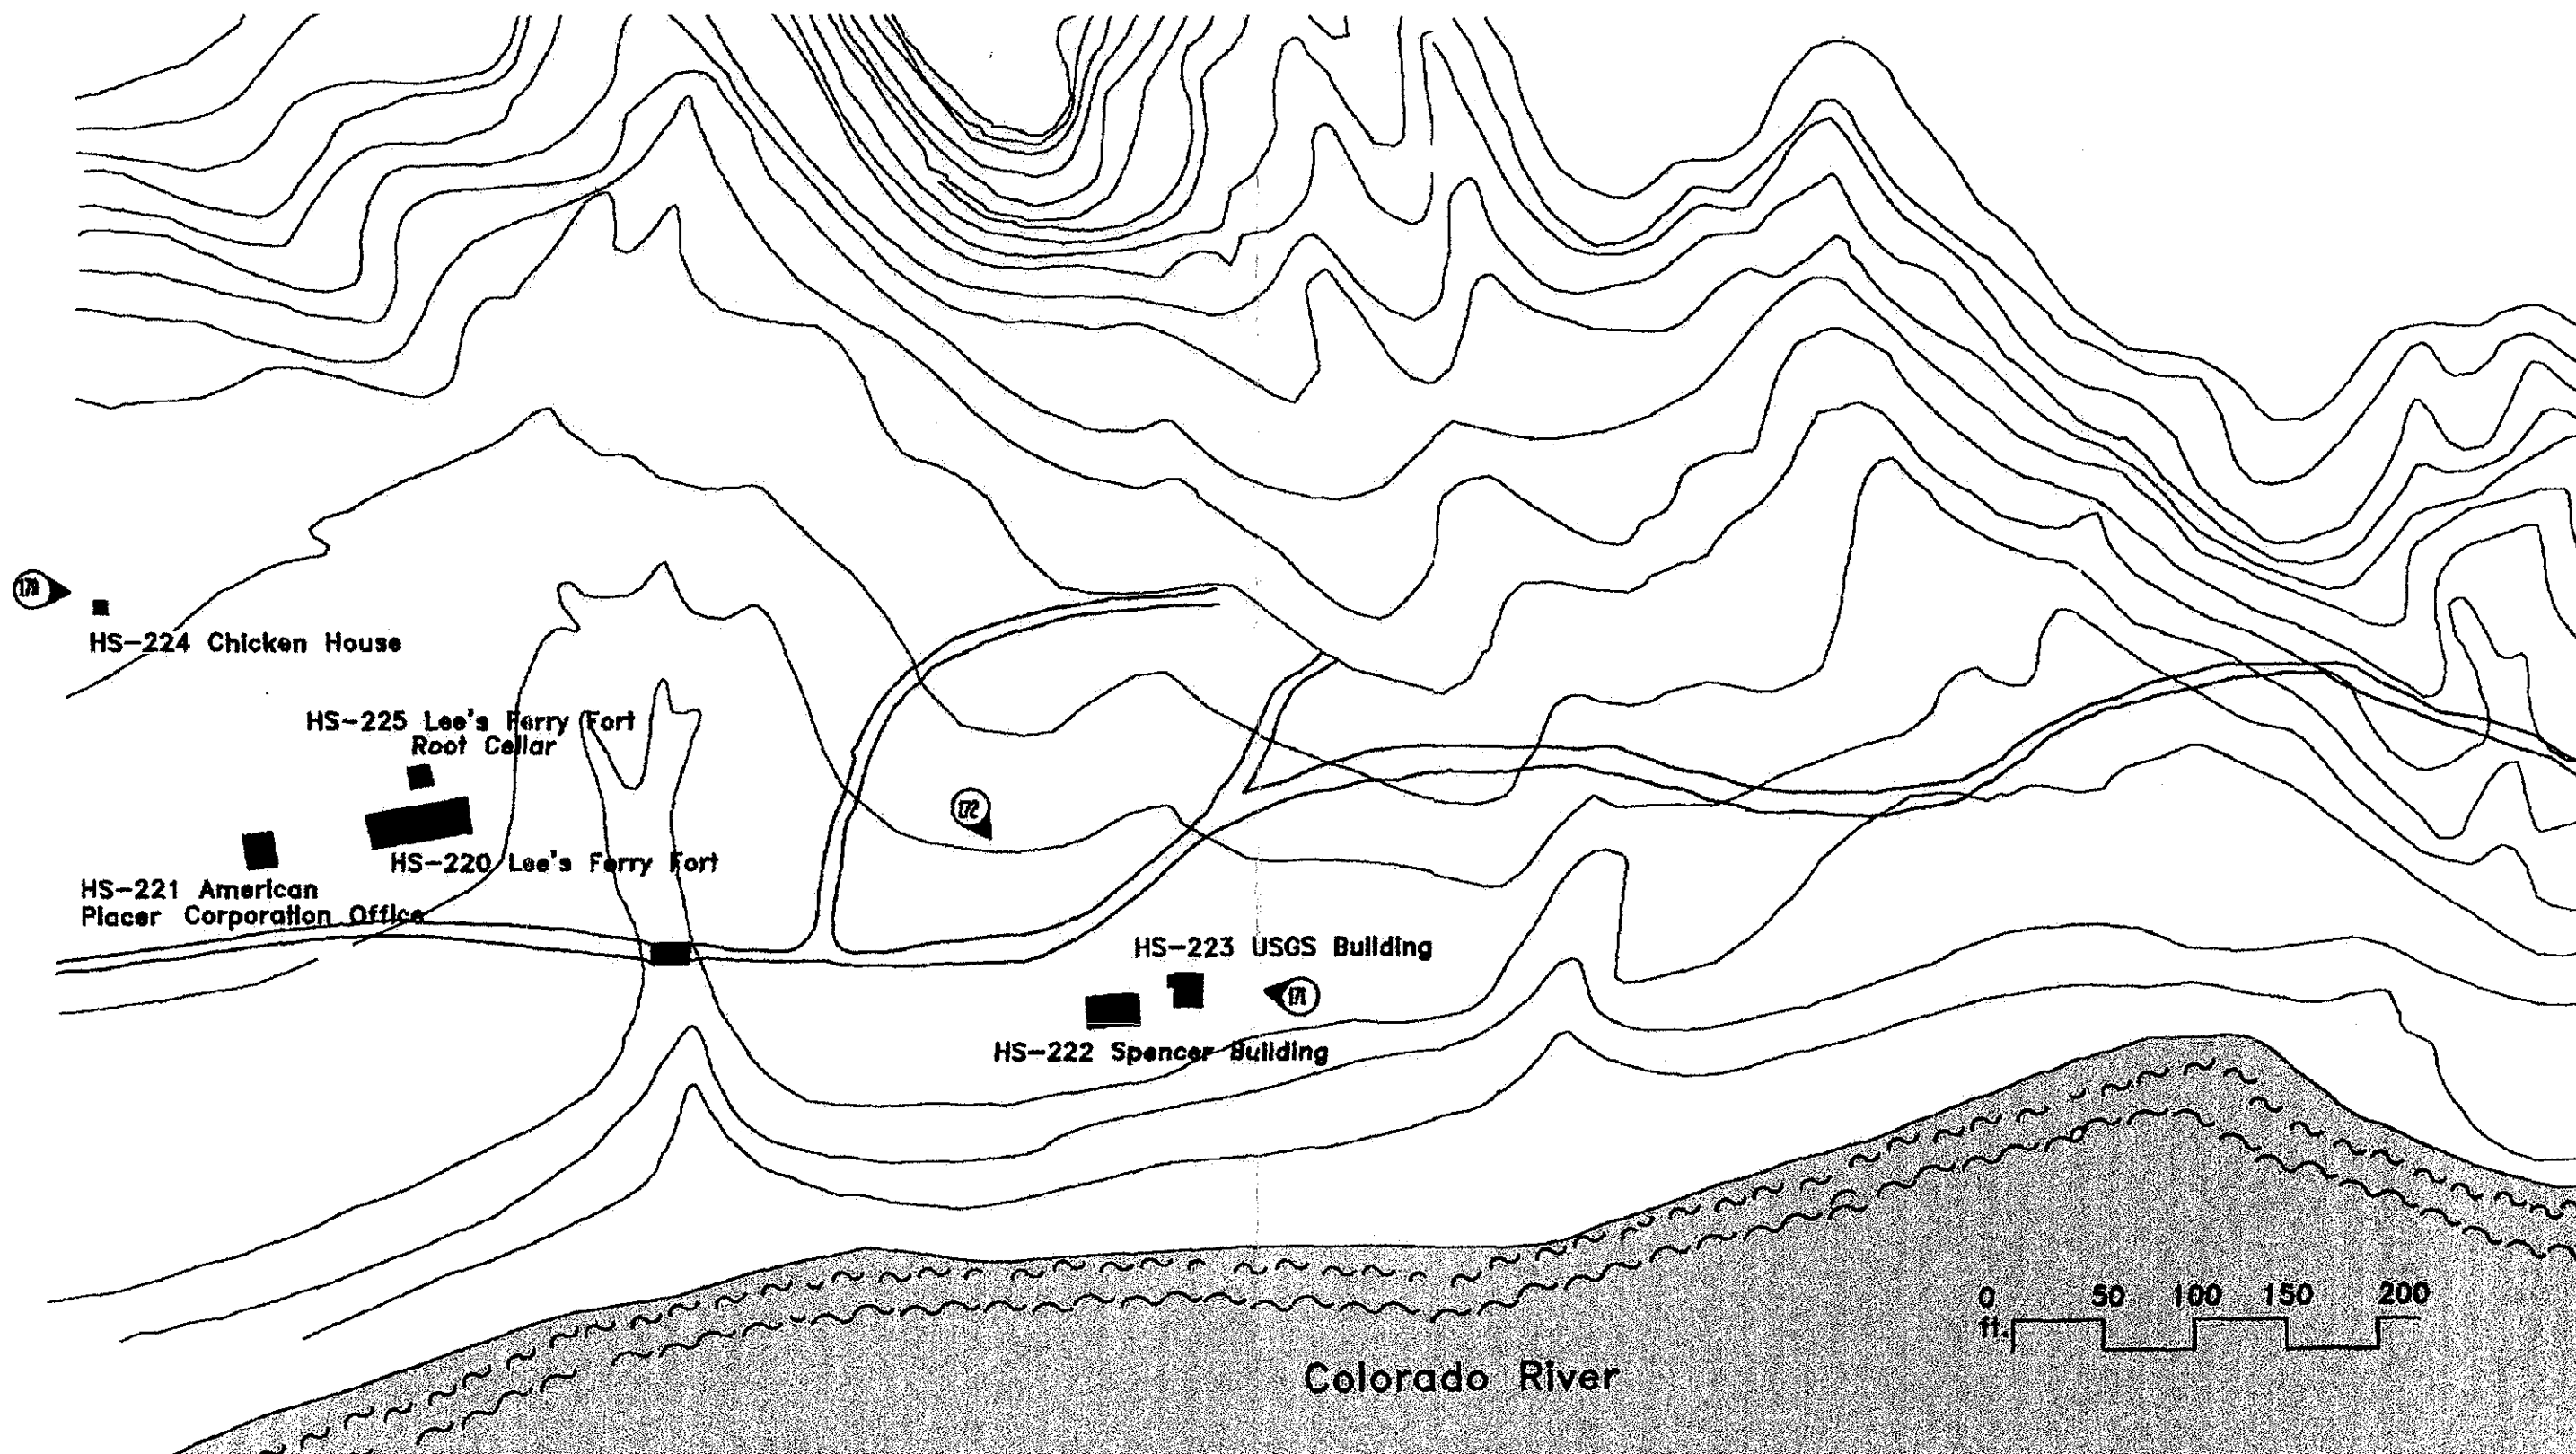 HS-224 Chicken House
HS-225 Lee's Ferry Fort
Root Cellar
172
HS-220 Lee's Ferry Fort
HS-221 American
Placer Corporation Office
HS-223 USGS Building
171
HS-222 Spencer Building
0 50 100 150 200
ft.
Colorado River